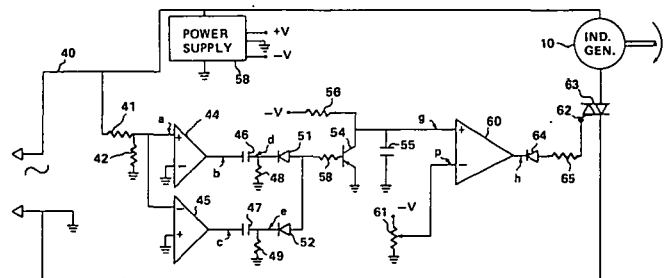 POWER
SUPPLY
+V
-V
58
IND.
GEN.
10
40
41
42
a
44
+
-
b
46
d
48
51
56
-V
58
54
55
g
60
+
-
p
h
64
65
63
62
61
-V
45
-
+
c
47
e
49
52